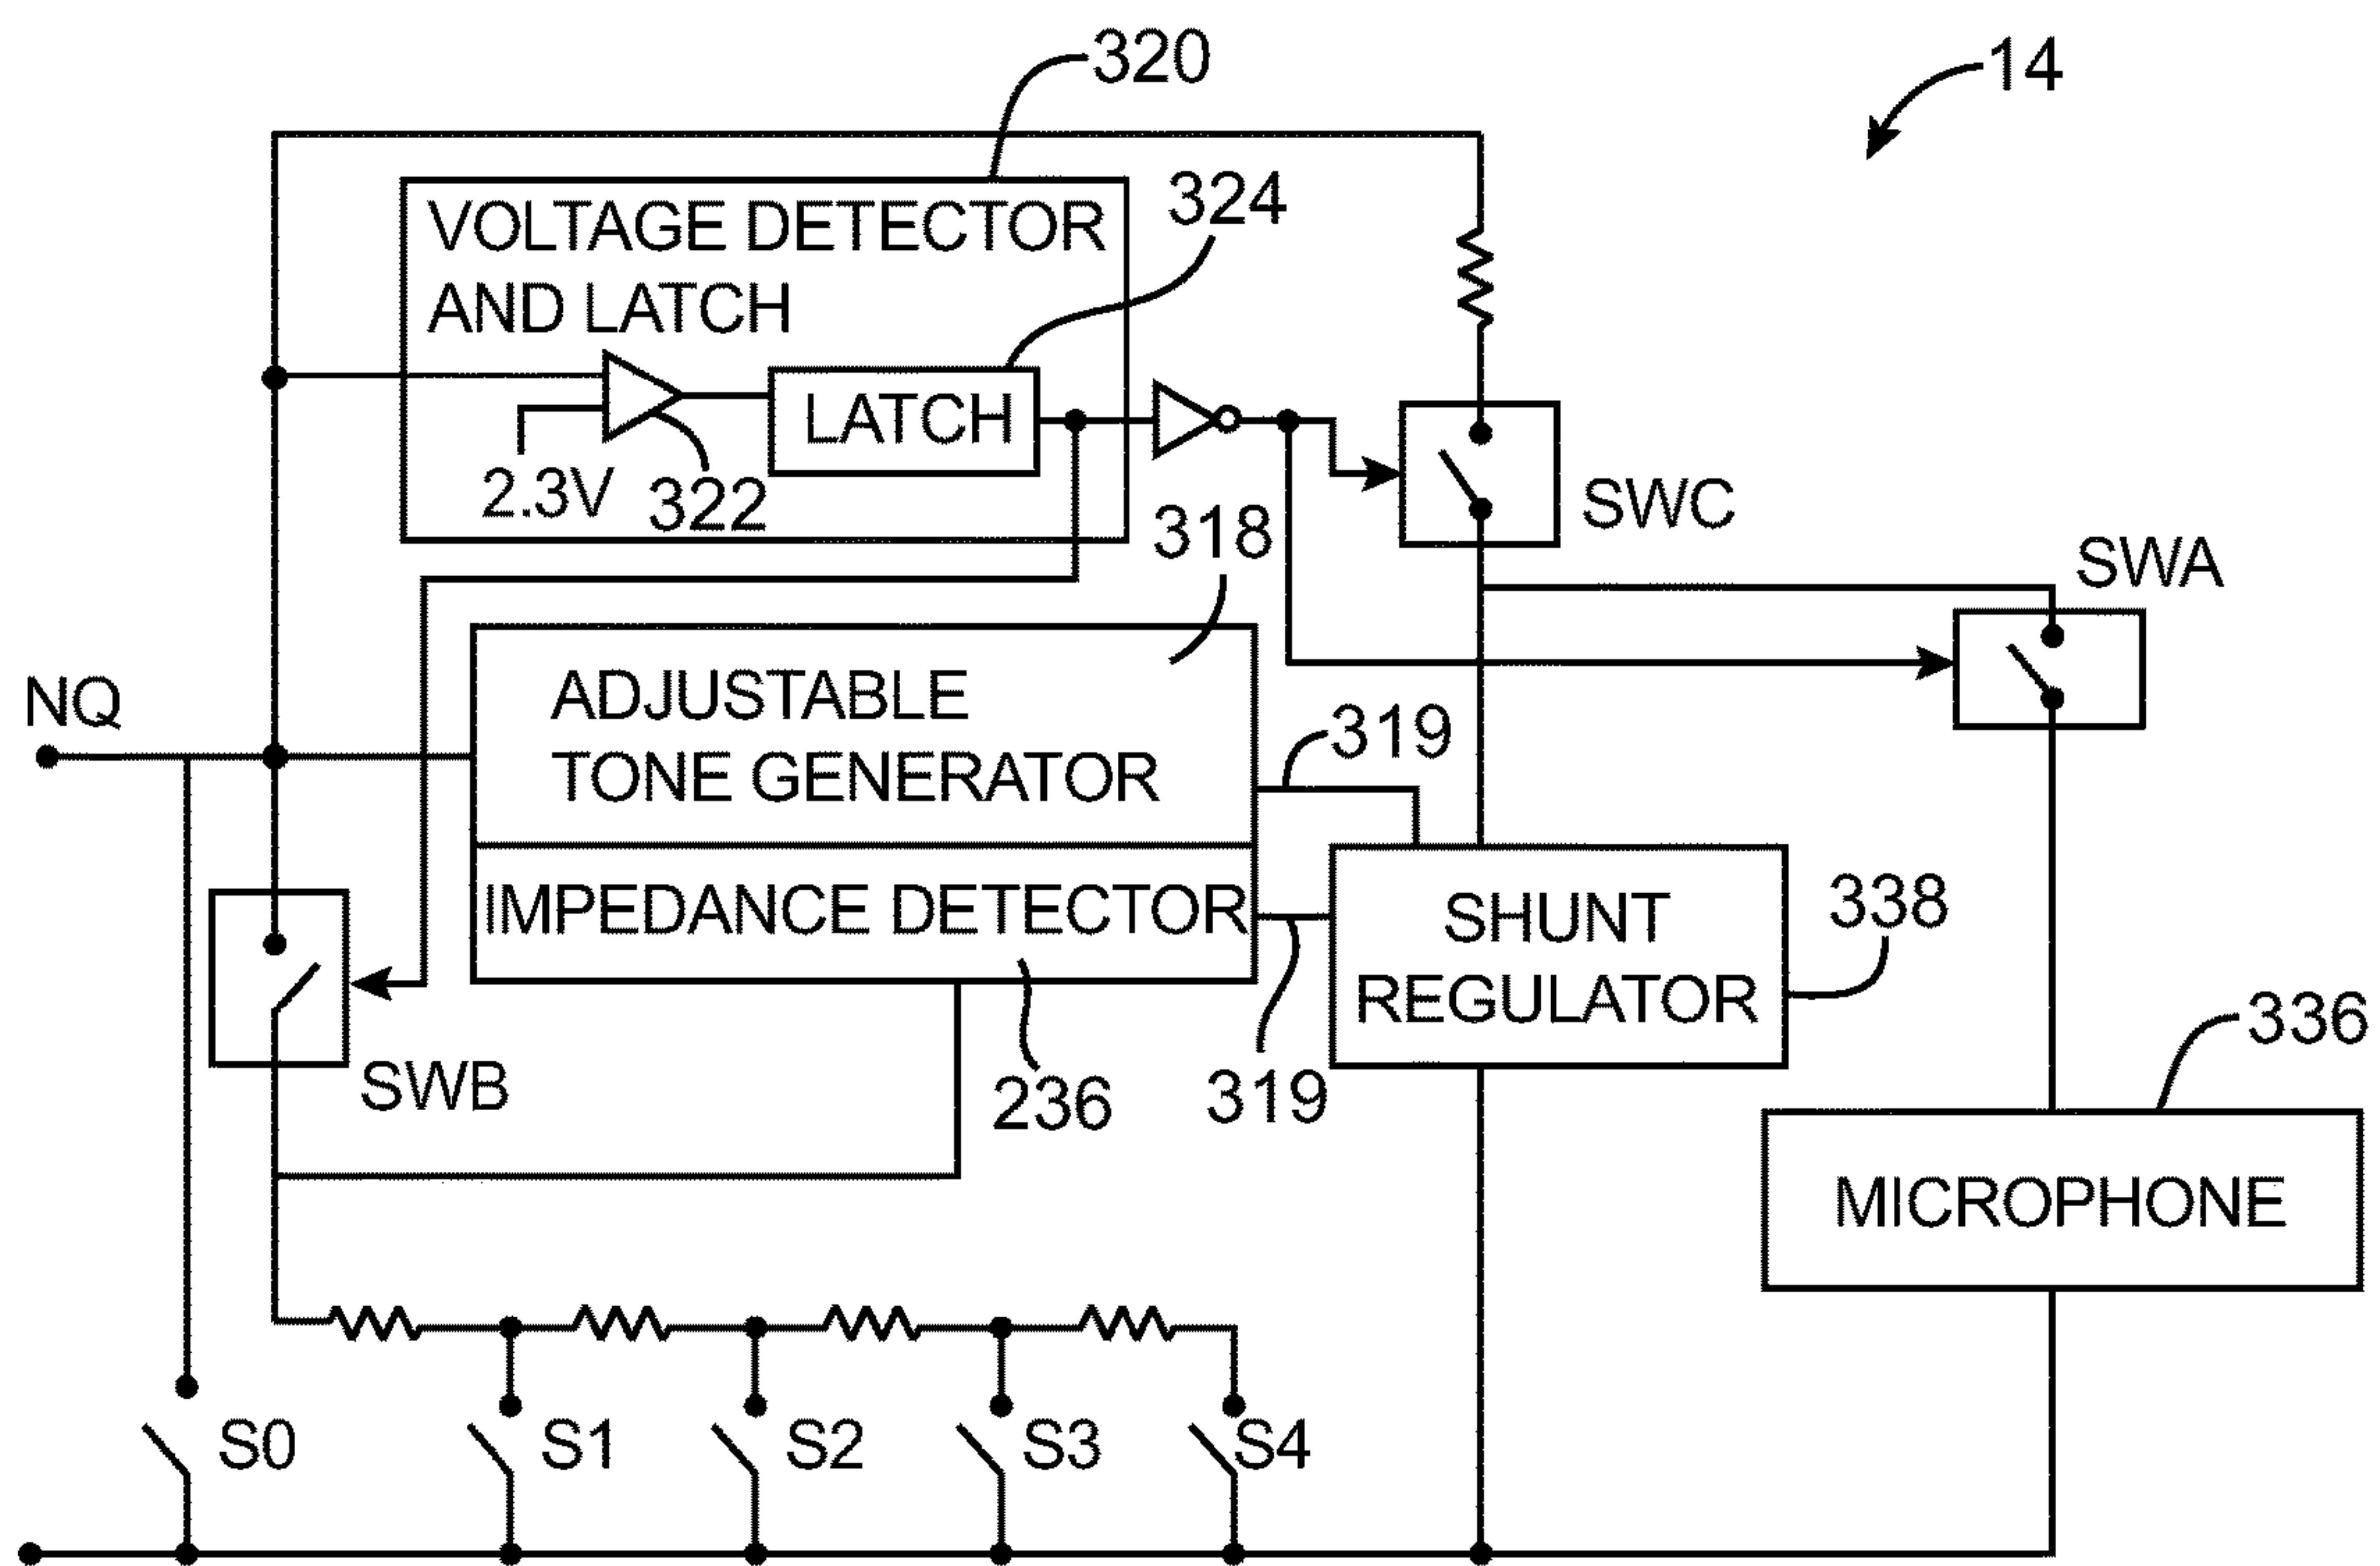 320
14
VOLTAGE DETECTOR
AND LATCH
324
LATCH
2.3V
322
318
SWC
SWA
NQ
ADJUSTABLE
TONE GENERATOR
319
IMPEDANCE DETECTOR
SHUNT
REGULATOR
338
336
SWB
236
319
MICROPHONE
S0
S1
S2
S3
S4